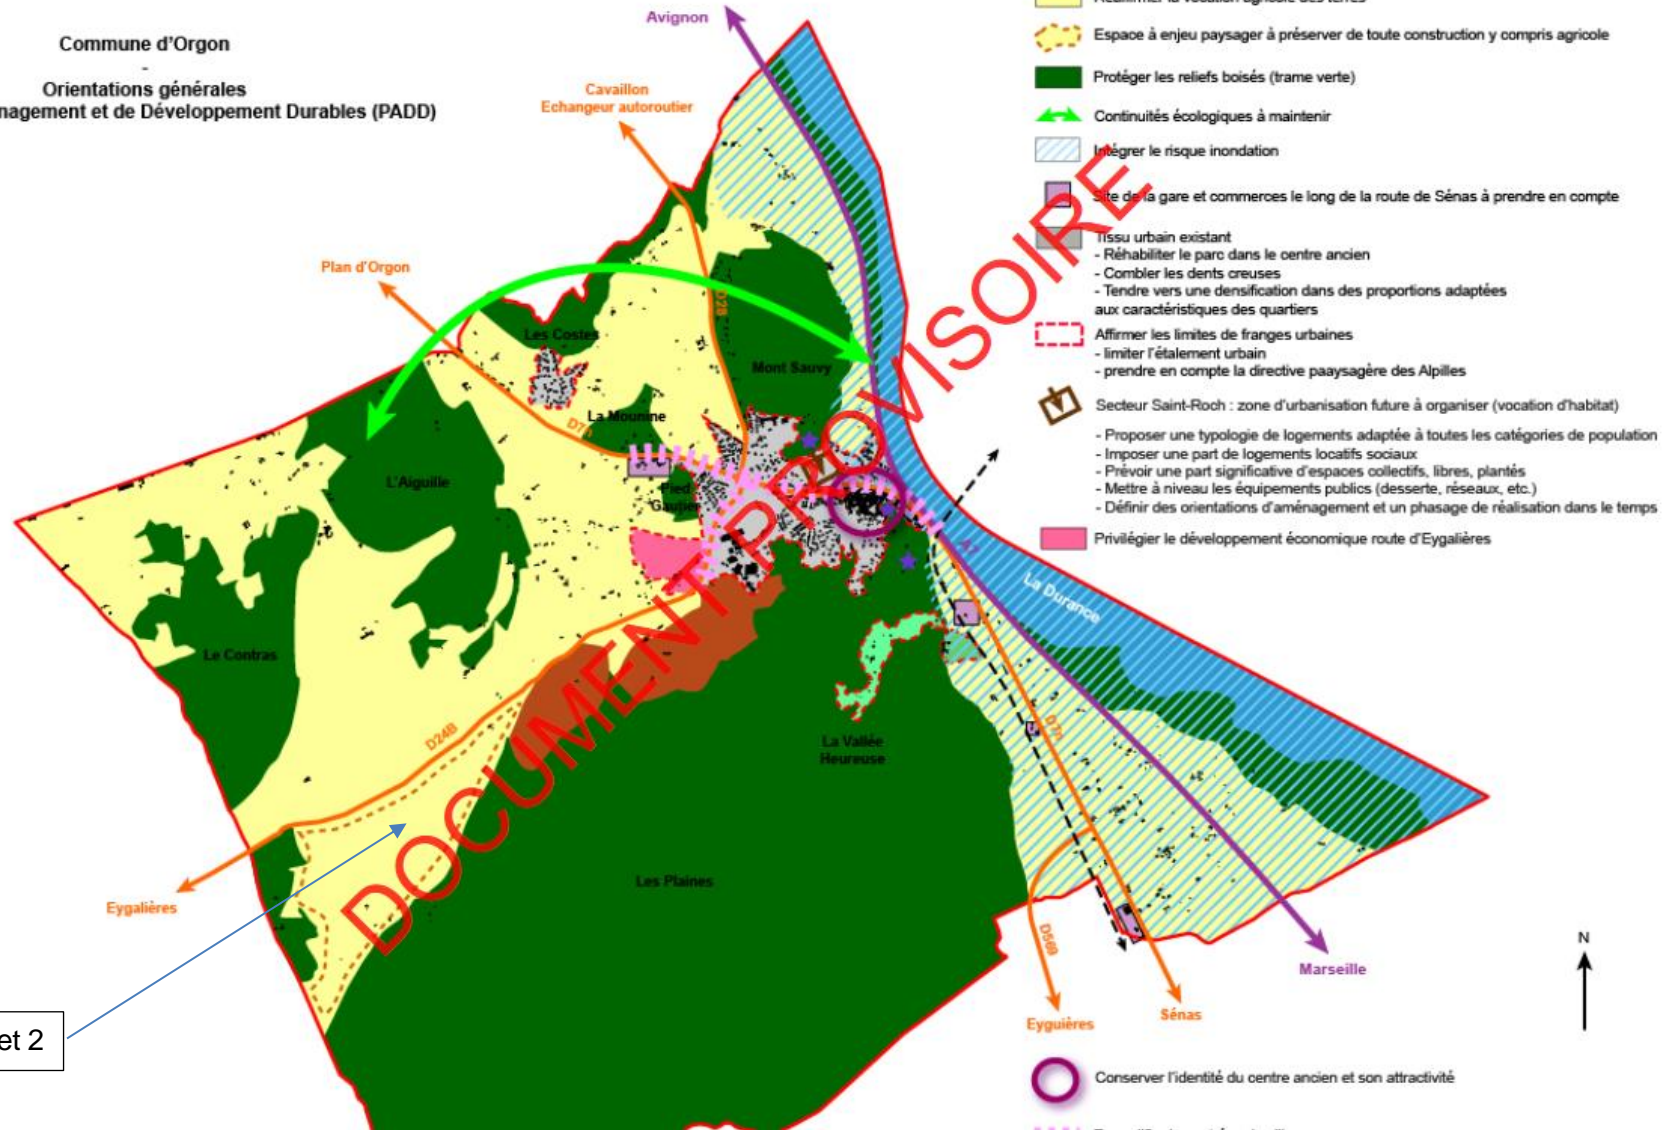 Commune d'Orgon
-
Orientations générales
nagement et de Développement Durables (PADD)
Avignon
Cavaillon
Echangeur autoroutier
Plan d'Orgon
D26
Les Costes
Mont Sauvy
La Mounine
D7n
L'Aiguille
Pied
Gauper
Le Contras
A7
La Durance
D24B
D7n
La Vallée
Heureuse
Les Plaines
Eygalières
D569
Eyguières
Sénas
Marseille
N
et 2
DOCUMENT PROVISOIRE
Espace à enjeu paysager à préserver de toute construction y compris agricole
Protéger les reliefs boisés (trame verte)
Continuités écologiques à maintenir
Intégrer le risque inondation
Site de la gare et commerces le long de la route de Sénas à prendre en compte
Tissu urbain existant
- Réhabiliter le parc dans le centre ancien
- Combler les dents creuses
- Tendre vers une densification dans des proportions adaptées
aux caractéristiques des quartiers
Affirmer les limites de franges urbaines
- limiter l'étalement urbain
- prendre en compte la directive paaysagère des Alpilles
Secteur Saint-Roch : zone d'urbanisation future à organiser (vocation d'habitat)
- Proposer une typologie de logements adaptée à toutes les catégories de population
- Imposer une part de logements locatifs sociaux
- Prévoir une part significative d'espaces collectifs, libres, plantés
- Mettre à niveau les équipements publics (desserte, réseaux, etc.)
- Définir des orientations d'aménagement et un phasage de réalisation dans le temps
Privilégier le développement économique route d'Eygalières
Conserver l'identité du centre ancien et son attractivité